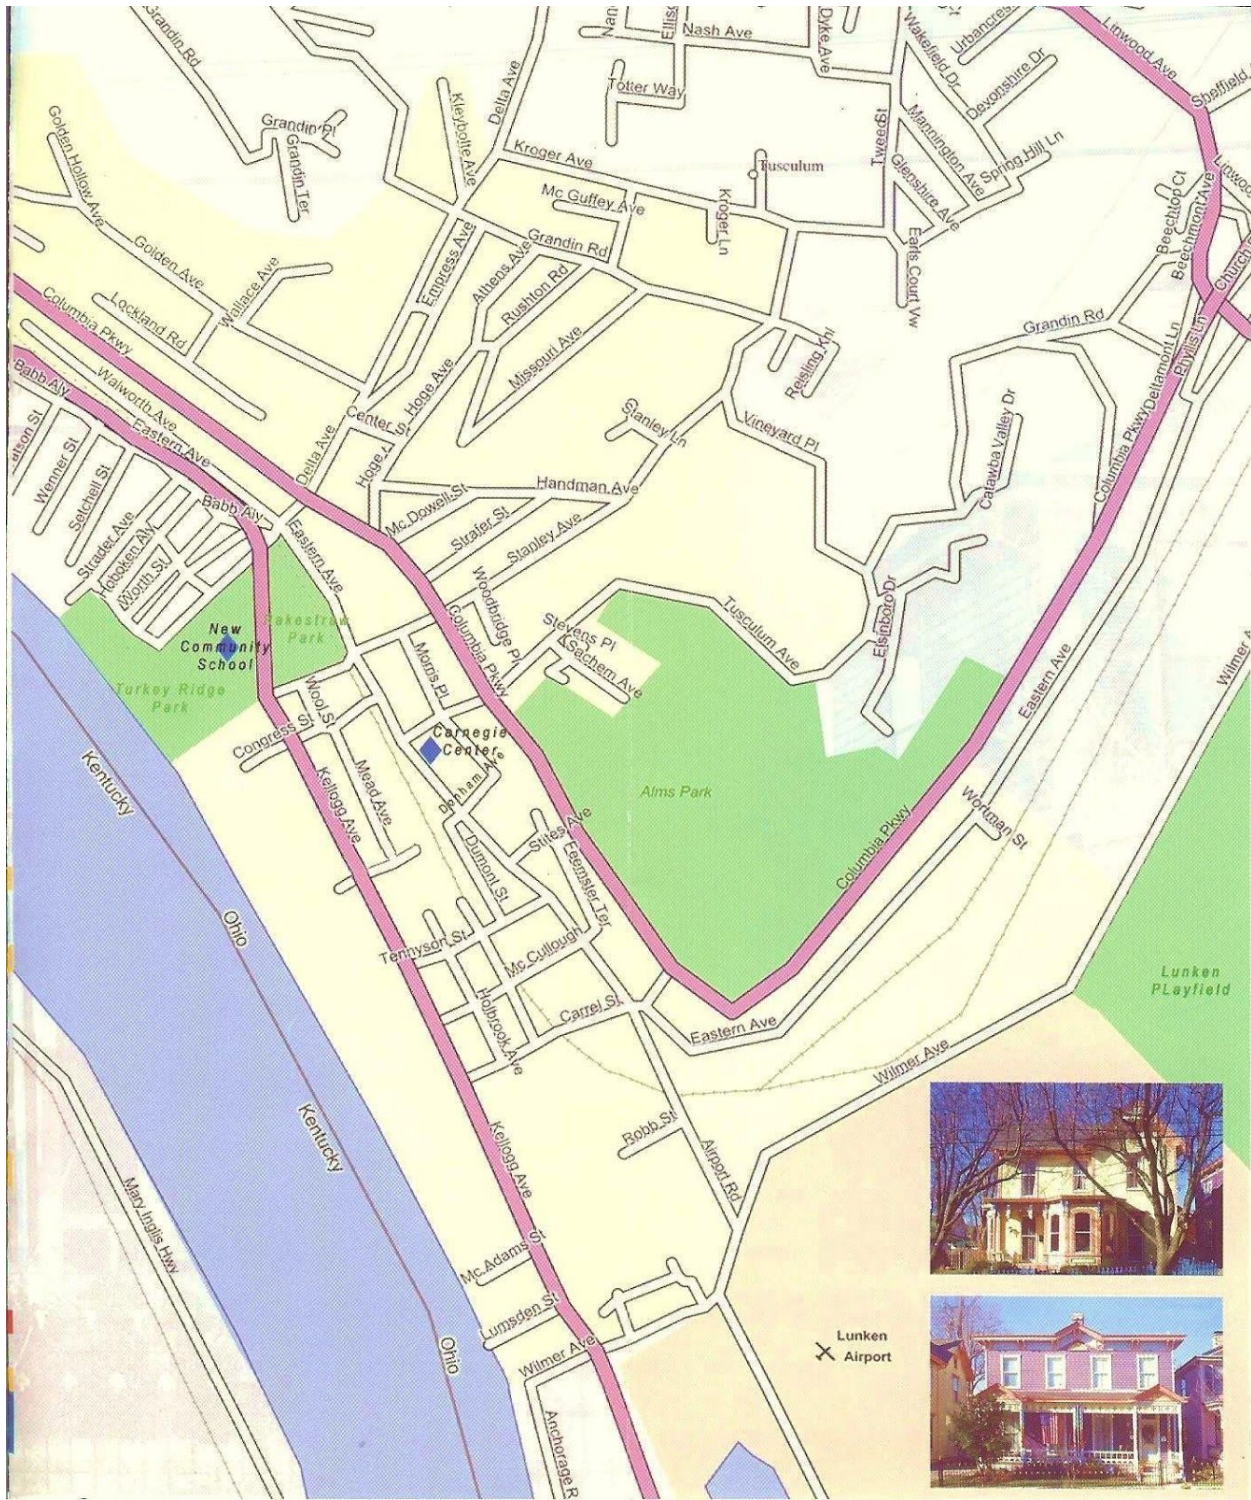 Grandin Rd
Delta Ave
Nash Ave
Dyke Ave
Wakefield Dr
Linwood Ave
Totter Way
Devonshire Dr
Golden Hollow Ave
Kleybolte Ave
Grandin Pl
Grandin Ter
Kroger Ave
Tusculum
Tweed St
Mannington Ave
Spring Hill Ln
Glenshire Ave
Mc Guffey Ave
Kroger Ln
Earls Court Vw
Beechtop Ct
Beechmont Ave
Golden Ave
Wallace Ave
Empress Ave
Athens Ave
Grandin Rd
Rushton Rd
Columbia Pkwy
Lockland Rd
Missouri Ave
Reisling Knl
Grandin Rd
Deltamont Ln
Phyllis Ln
Babb Aly
Walworth Ave
Eastern Ave
Center S
Hoge Ave
Stanley Ln
Vineyard Pl
Catawba Valley Dr
Columbia Pkwy
Wenner St
Setchell St
Delta Ave
Mc Dowell St
Handman Ave
Babb Aly
Strader Ave
Hoboken Aly
Worth St
Eastern Ave
Strafer St
Stanley Ave
Woodbridge Pl
Stevens Pl
Sachem Ave
Tusculum Ave
Elsinboro Dr
Eastern Ave
Wilmer A
New
Community
School
Rakestraw
Park
Turkey Ridge
Park
Columbia Pkwy
Morris Pl
Wool St
Congress St
Carnegie
Center
Donham Ave
Kellogg Ave
Mead Ave
Alms Park
Columbia Pkwy
Wortman St
Stites Ave
Feemster Ter
Dumont St
Kentucky
Ohio
Tennyson St
Mc Cullough
Holbrook Ave
Carrel St
Eastern Ave
Wilmer Ave
Lunken
PLayfield
Kentucky
Robb St
Airport Rd
Kellogg Ave
Mary Inglis Hwy
Mc Adams St
Lumsden St
Ohio
Wilmer Ave
Anchorage R
Lunken
Airport